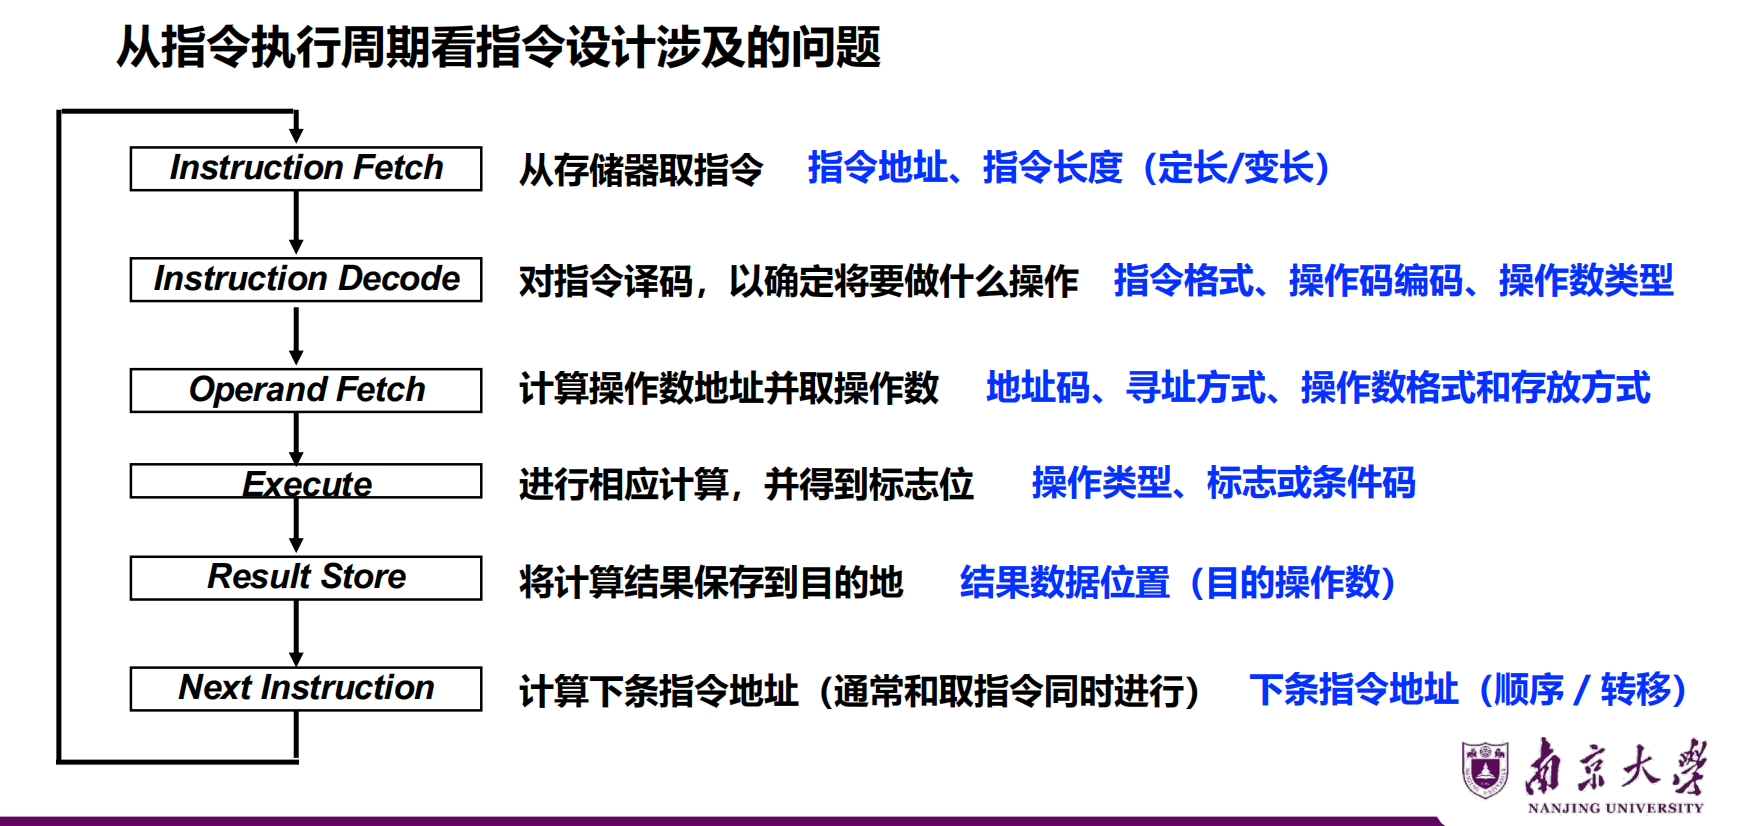 从指令执行周期看指令设计涉及的问题
Instruction Fetch
从存储器取指令 指令地址、指令长度（定长/变长）
Instruction Decode
对指令译码，以确定将要做什么操作 指令格式、操作码编码、操作数类型
Operand Fetch
计算操作数地址并取操作数 地址码、寻址方式、操作数格式和存放方式
Execute
进行相应计算，并得到标志位 操作类型、标志或条件码
Result Store
将计算结果保存到目的地 结果数据位置（目的操作数）
Next Instruction
计算下条指令地址（通常和取指令同时进行） 下条指令地址（顺序 / 转移）
南京大學
NANJING UNIVERSITY